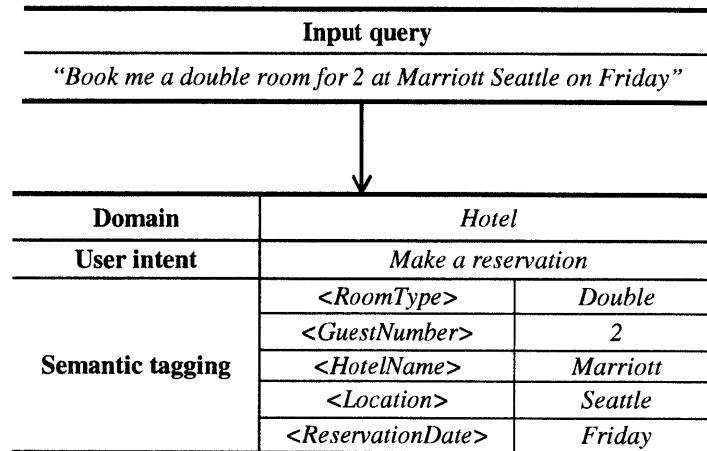 Input query
“Book me a double room for 2 at Marriott Seattle on Friday”
Domain Hotel
User intent Make a reservation
Semantic tagging
<RoomType> Double
<GuestNumber> 2
<HotelName> Marriott
<Location> Seattle
<ReservationDate> Friday